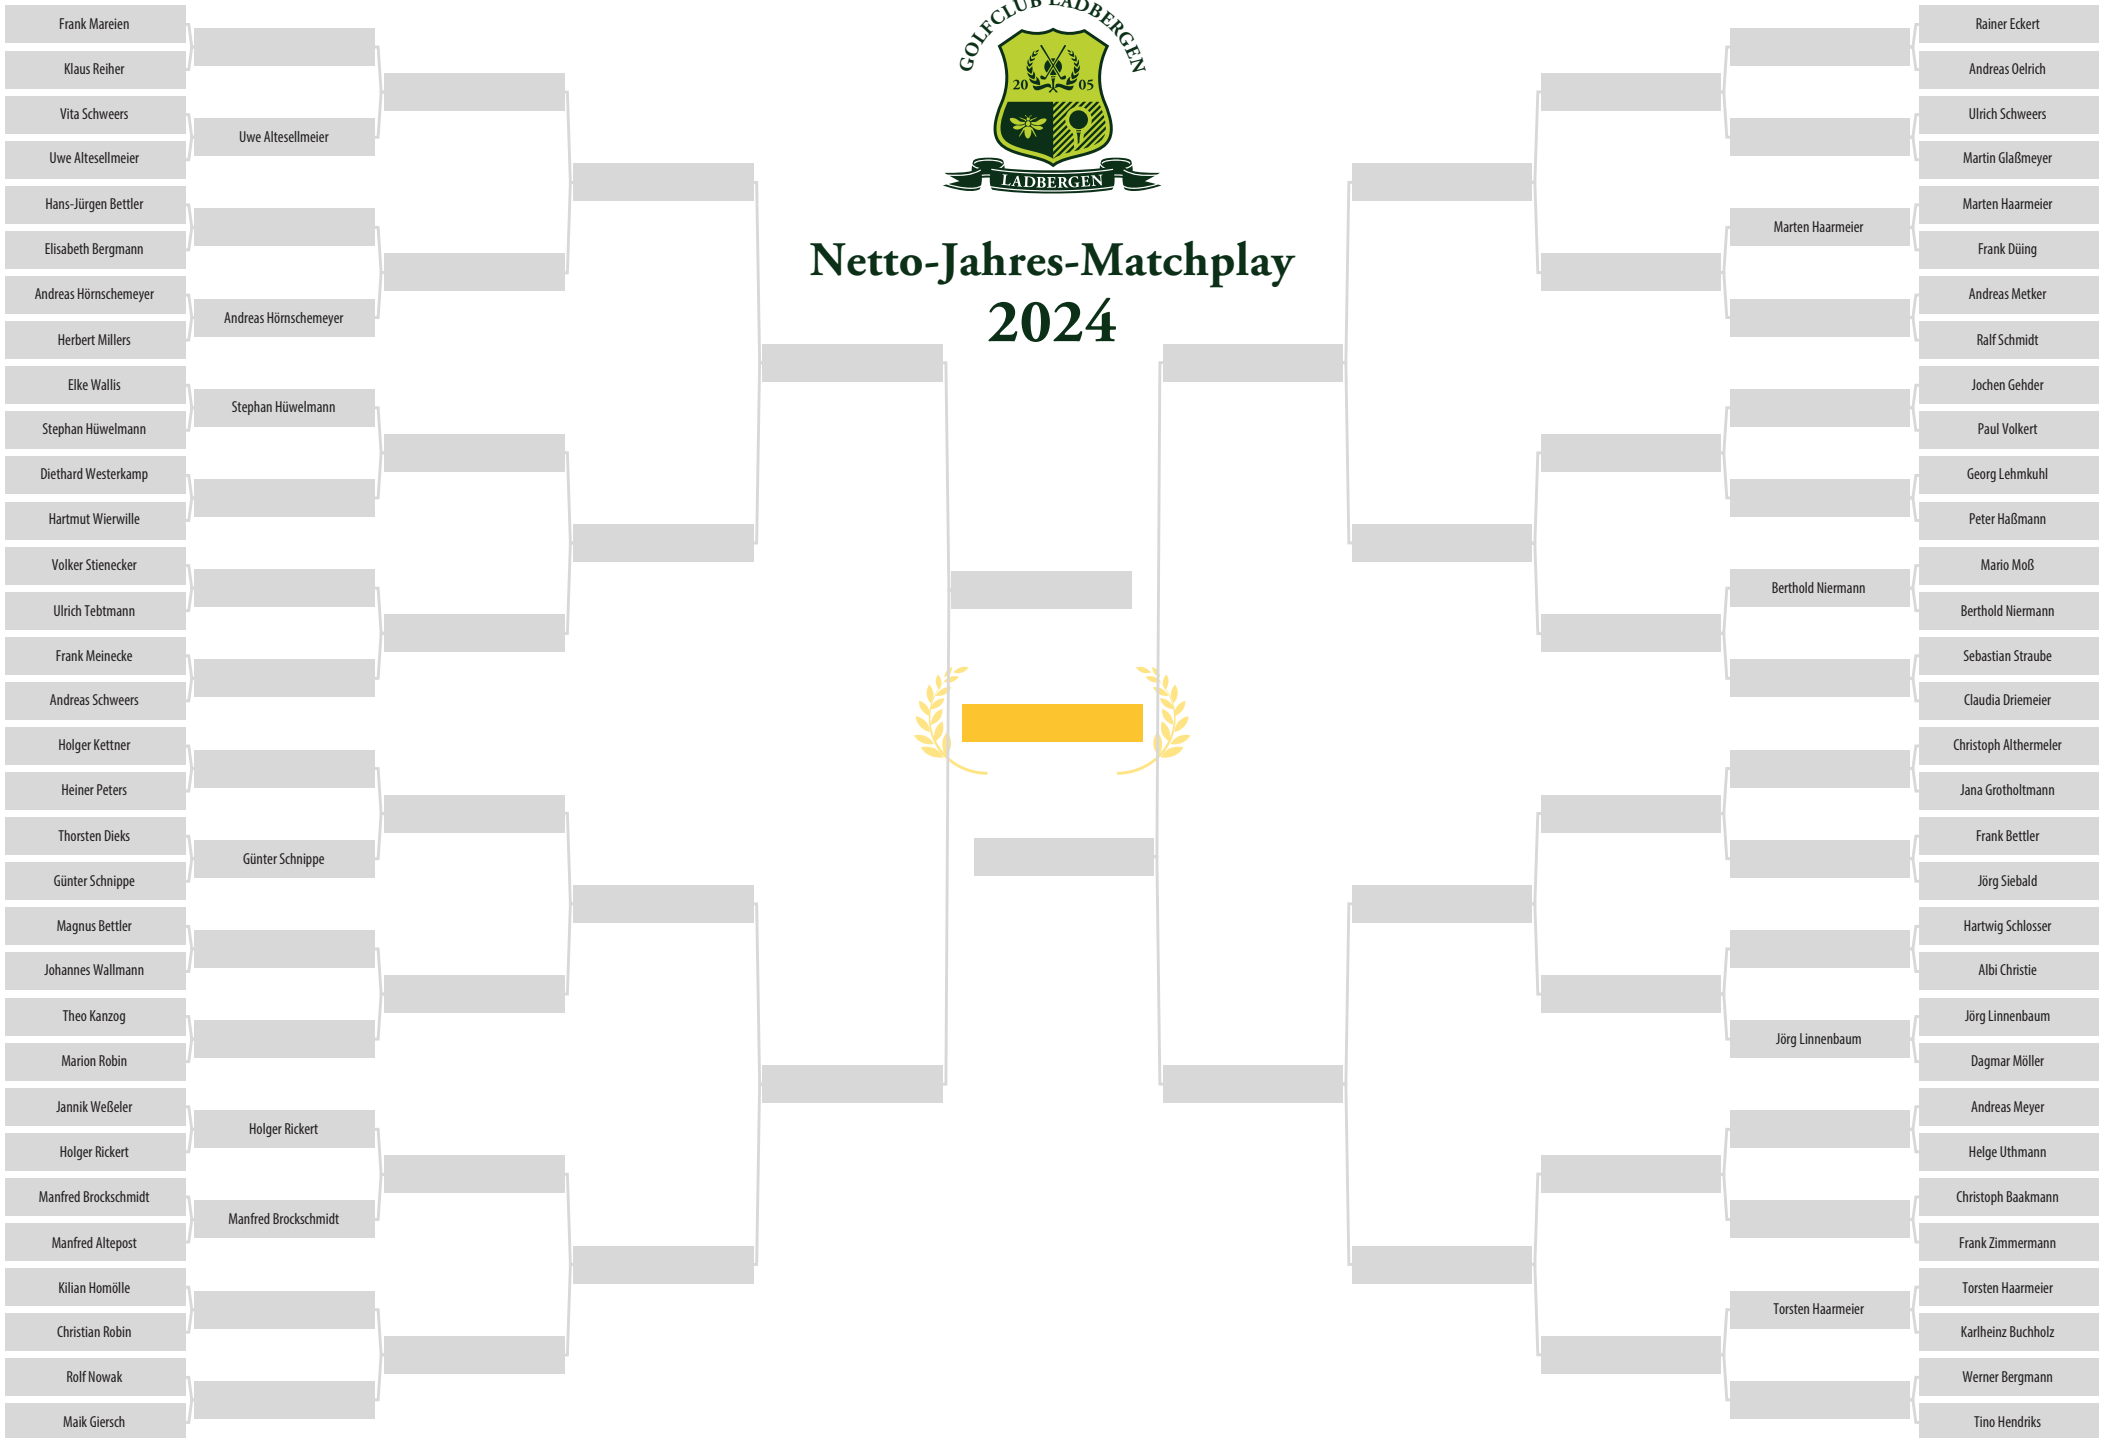 GOLFCLUB LADBERGEN
20 05
LADBERGEN
Netto-Jahres-Matchplay
2024
Frank Mareien
Klaus Reiher
Vita Schweers
Uwe Altesellmeier
Hans-Jürgen Bettler
Elisabeth Bergmann
Andreas Hörnschemeyer
Herbert Millers
Elke Wallis
Stephan Hüwelmann
Diethard Westerkamp
Hartmut Wierwille
Volker Stienecker
Ulrich Tebtmann
Frank Meinecke
Andreas Schweers
Holger Kettner
Heiner Peters
Thorsten Dieks
Günter Schnippe
Magnus Bettler
Johannes Wallmann
Theo Kanzog
Marion Robin
Jannik Weßeler
Holger Rickert
Manfred Brockschmidt
Manfred Altepost
Kilian Homölle
Christian Robin
Rolf Nowak
Maik Giersch
Uwe Altesellmeier
Andreas Hörnschemeyer
Stephan Hüwelmann
Günter Schnippe
Holger Rickert
Manfred Brockschmidt
Marten Haarmeier
Berthold Niermann
Jörg Linnenbaum
Torsten Haarmeier
Rainer Eckert
Andreas Oelrich
Ulrich Schweers
Martin Glaßmeyer
Marten Haarmeier
Frank Düing
Andreas Metker
Ralf Schmidt
Jochen Gehder
Paul Volkert
Georg Lehmkuhl
Peter Haßmann
Mario Moß
Berthold Niermann
Sebastian Straube
Claudia Driemeier
Christoph Althermeler
Jana Grotholtmann
Frank Bettler
Jörg Siebald
Hartwig Schlosser
Albi Christie
Jörg Linnenbaum
Dagmar Möller
Andreas Meyer
Helge Uthmann
Christoph Baakmann
Frank Zimmermann
Torsten Haarmeier
Karlheinz Buchholz
Werner Bergmann
Tino Hendriks